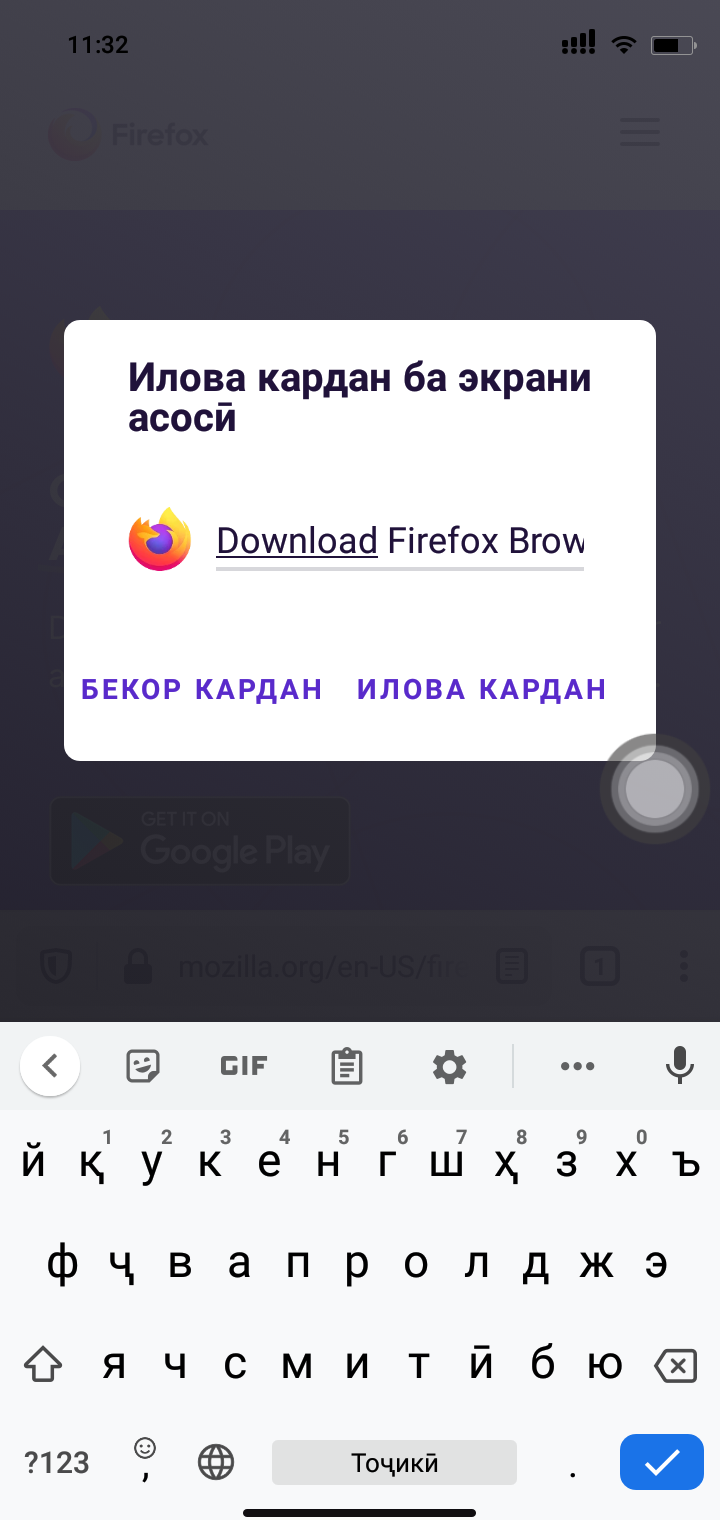 11:32
Firefox
Илова кардан ба экрани
асосӣ
Download Firefox Brow
БЕКОР КАРДАН ИЛОВА КАРДАН
GET IT ON
Google Play
mozilla.org/en-US/fire
1
GIF
1 2 3 4 5 6 7 8 9 0
й қ у к е н г ш ҳ з х ъ
ф ҷ в а п р о л д ж э
я ч с м и т ӣ б ю
?123 , Тоҷикӣ .